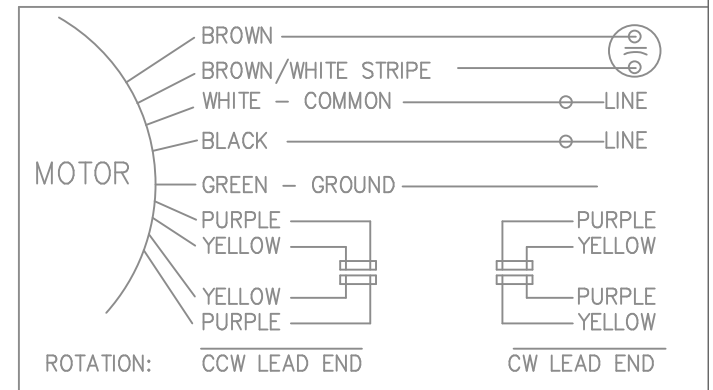 BROWN
BROWN/WHITE STRIPE
WHITE - COMMON LINE
BLACK LINE
MOTOR
GREEN - GROUND
PURPLE PURPLE
YELLOW YELLOW
YELLOW PURPLE
PURPLE YELLOW
ROTATION: CCW LEAD END CW LEAD END